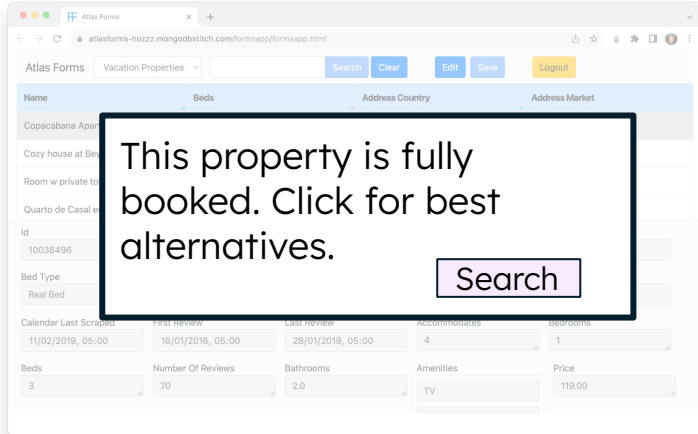 Atlas Forms
atlasforms-hozzz.mongodbstitch.com/formsapp/formsapp.html
Atlas Forms Vacation Properties Search Clear Edit Save Logout
Name Beds Address Country Address Market
Copacabana Apar
Cozy house at Bey
Room w private to
Quarto de Casal e
This property is fully
booked. Click for best
alternatives.
Search
Id
10038496
Bed Type
Real Bed
Calendar Last Scraped First Review Last Review Accommodates Bedrooms
11/02/2019, 05:00 18/01/2016, 05:00 28/01/2019, 05:00 4 1
Beds Number Of Reviews Bathrooms Amenities Price
3 70 2.0 TV 119.00